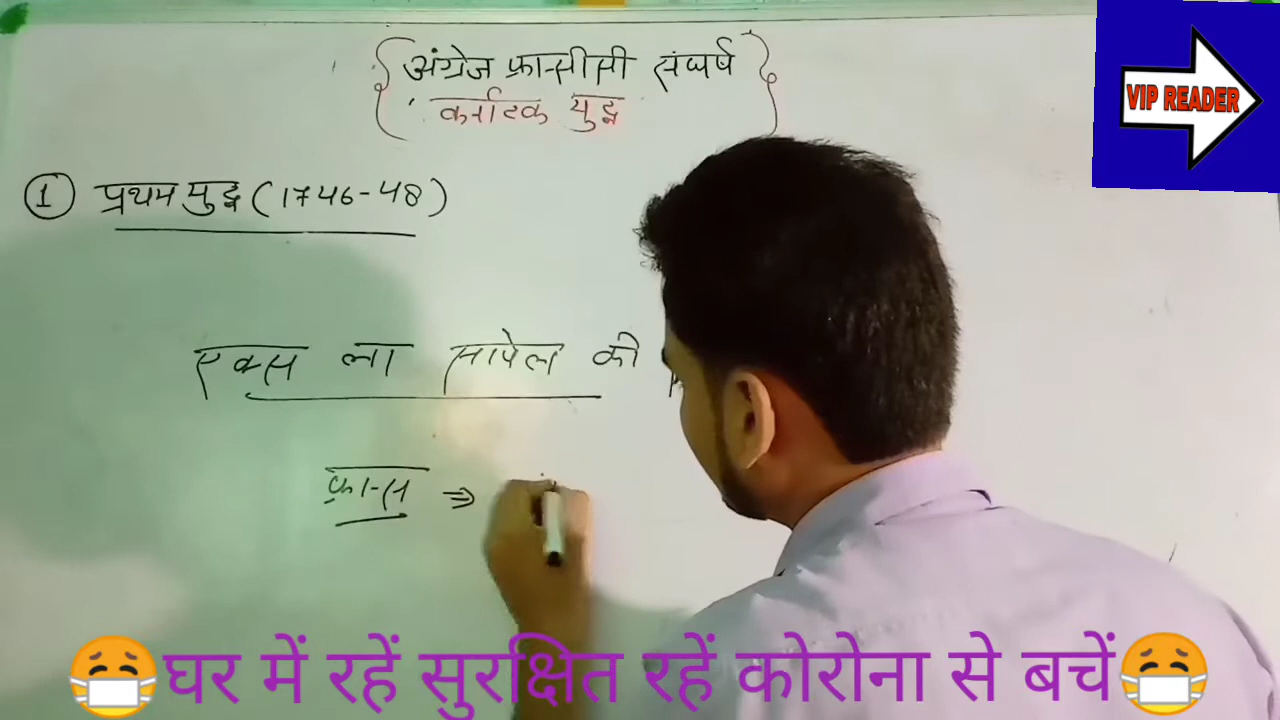 अंग्रेज फ्रान्सीसी संघर्ष
कर्नाटक युद्ध
VIP READER
① प्रथम युद्ध (1746-48)
एक्स ला सापेल की
फ्रान्स ⇒
घर में रहें सुरक्षित रहें कोरोना से बचें